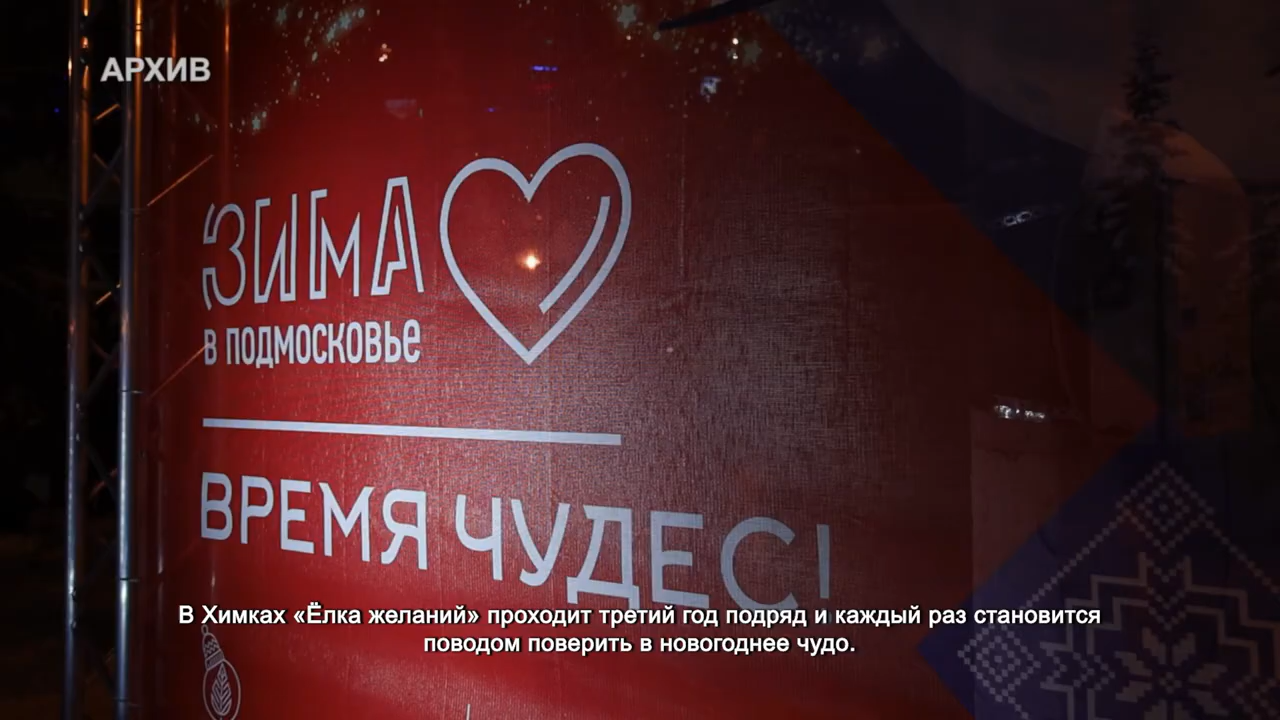 АРХИВ
ЗИМА
В ПОДМОСКОВЬЕ
ВРЕМЯ ЧУДЕС!
В Химках «Ёлка желаний» проходит третий год подряд и каждый раз становится
поводом поверить в новогоднее чудо.